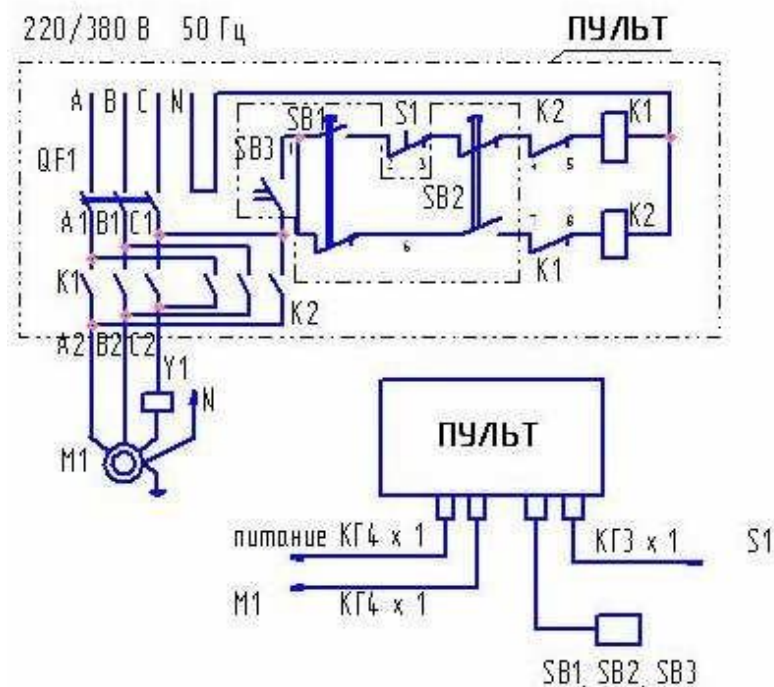 220/380 В 50 Гц
ПУЛЬТ
A B C N
SB1 S1 K2 K1
SB3
QF1
3 4 5
SB2
A1 B1 C1
6 7 8
K2
K1
K1
K2
A2 B2 C2
Y1
N
M1
ПУЛЬТ
питание КГ4 х 1
КГ3 х 1
S1
M1
КГ4 х 1
SB1, SB2, SB3